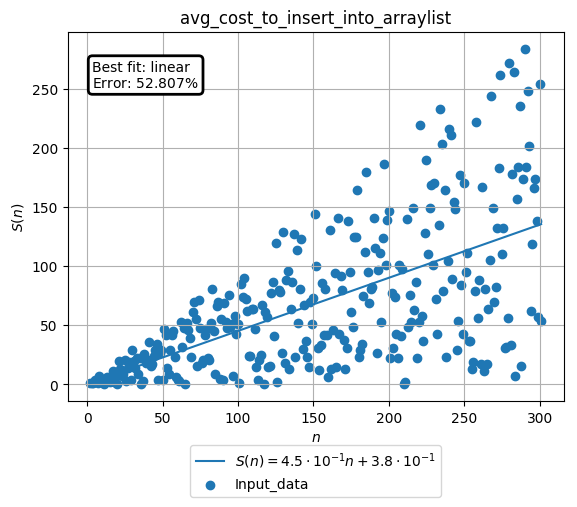 avg_cost_to_insert_into_arraylist
Best fit: linear
Error: 52.807%
250
200
150
100
50
0
S(n)
0 50 100 150 200 250 300
n
S(n) = 4.5 · 10⁻¹n + 3.8 · 10⁻¹
Input_data